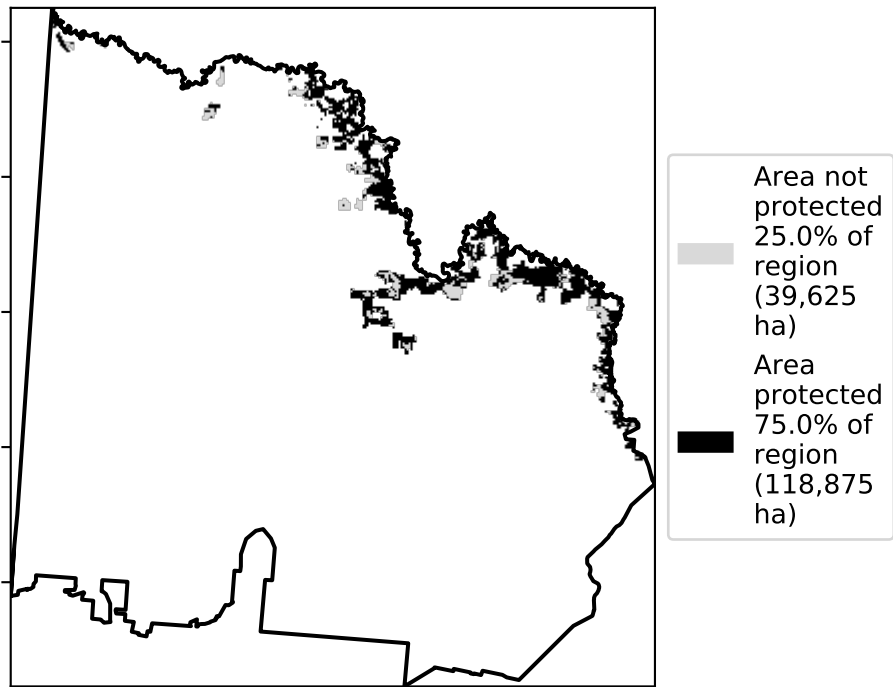 Area not
protected
25.0% of
region
(39,625
ha)
Area
protected
75.0% of
region
(118,875
ha)